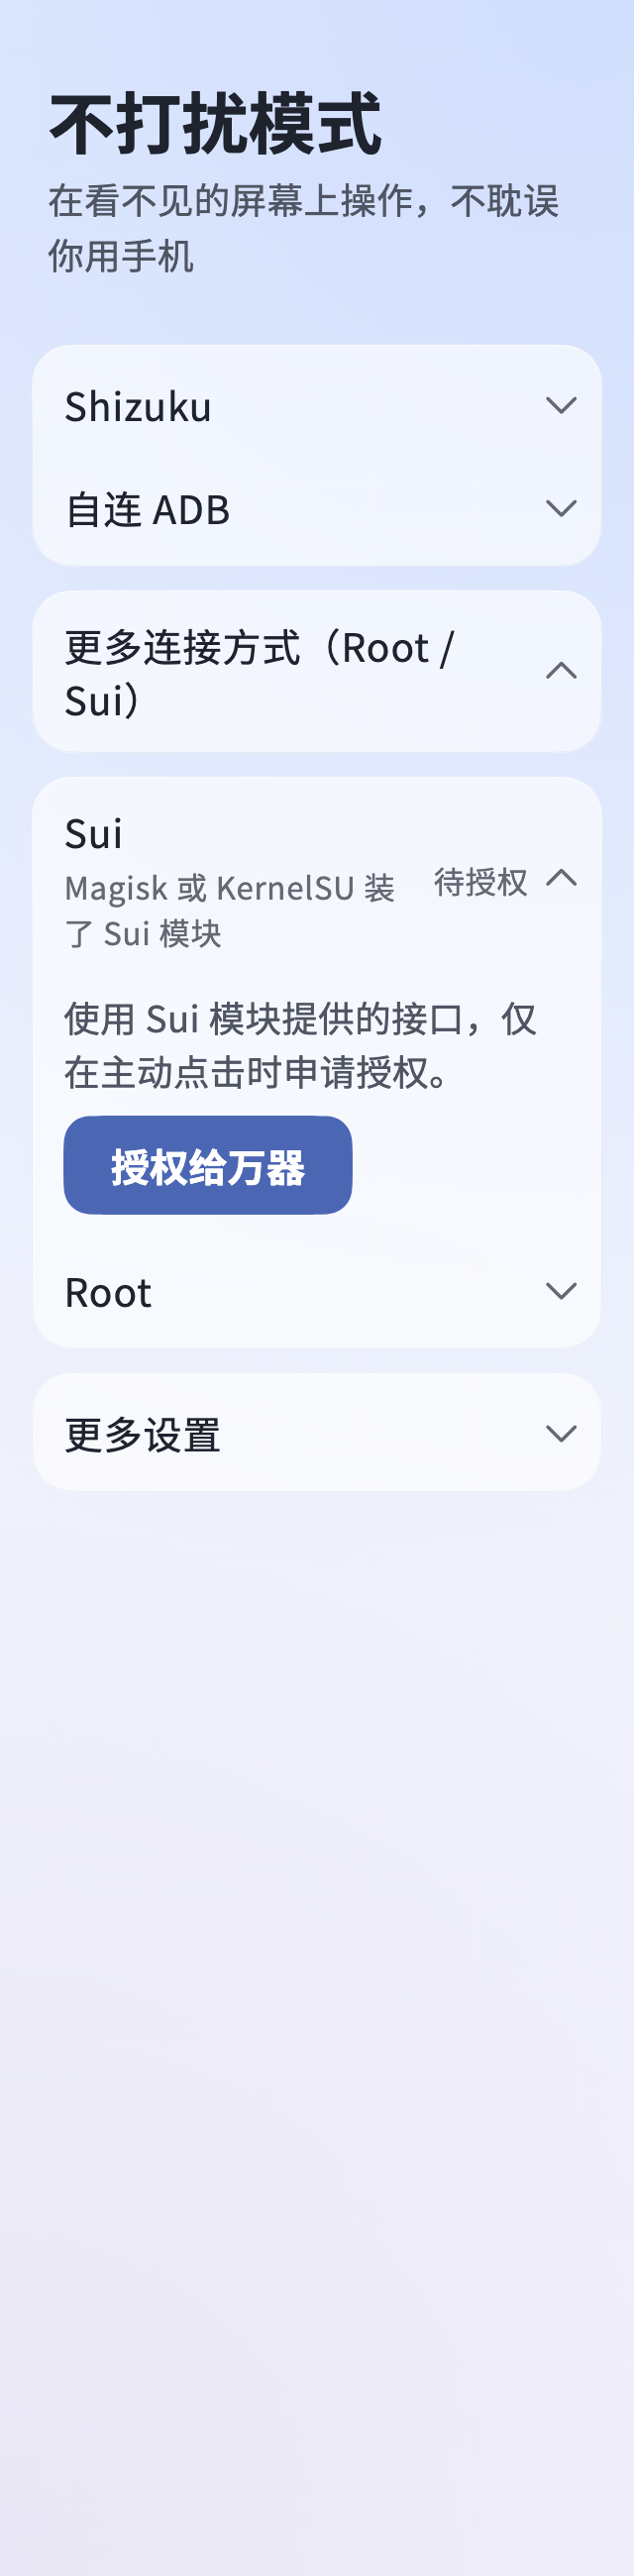 不打扰模式
在看不见的屏幕上操作，不耽误
你用手机
Shizuku
自连 ADB
更多连接方式（Root /
Sui）
Sui
Magisk 或 KernelSU 装
了 Sui 模块
待授权
使用 Sui 模块提供的接口，仅
在主动点击时申请授权。
授权给万器
Root
更多设置